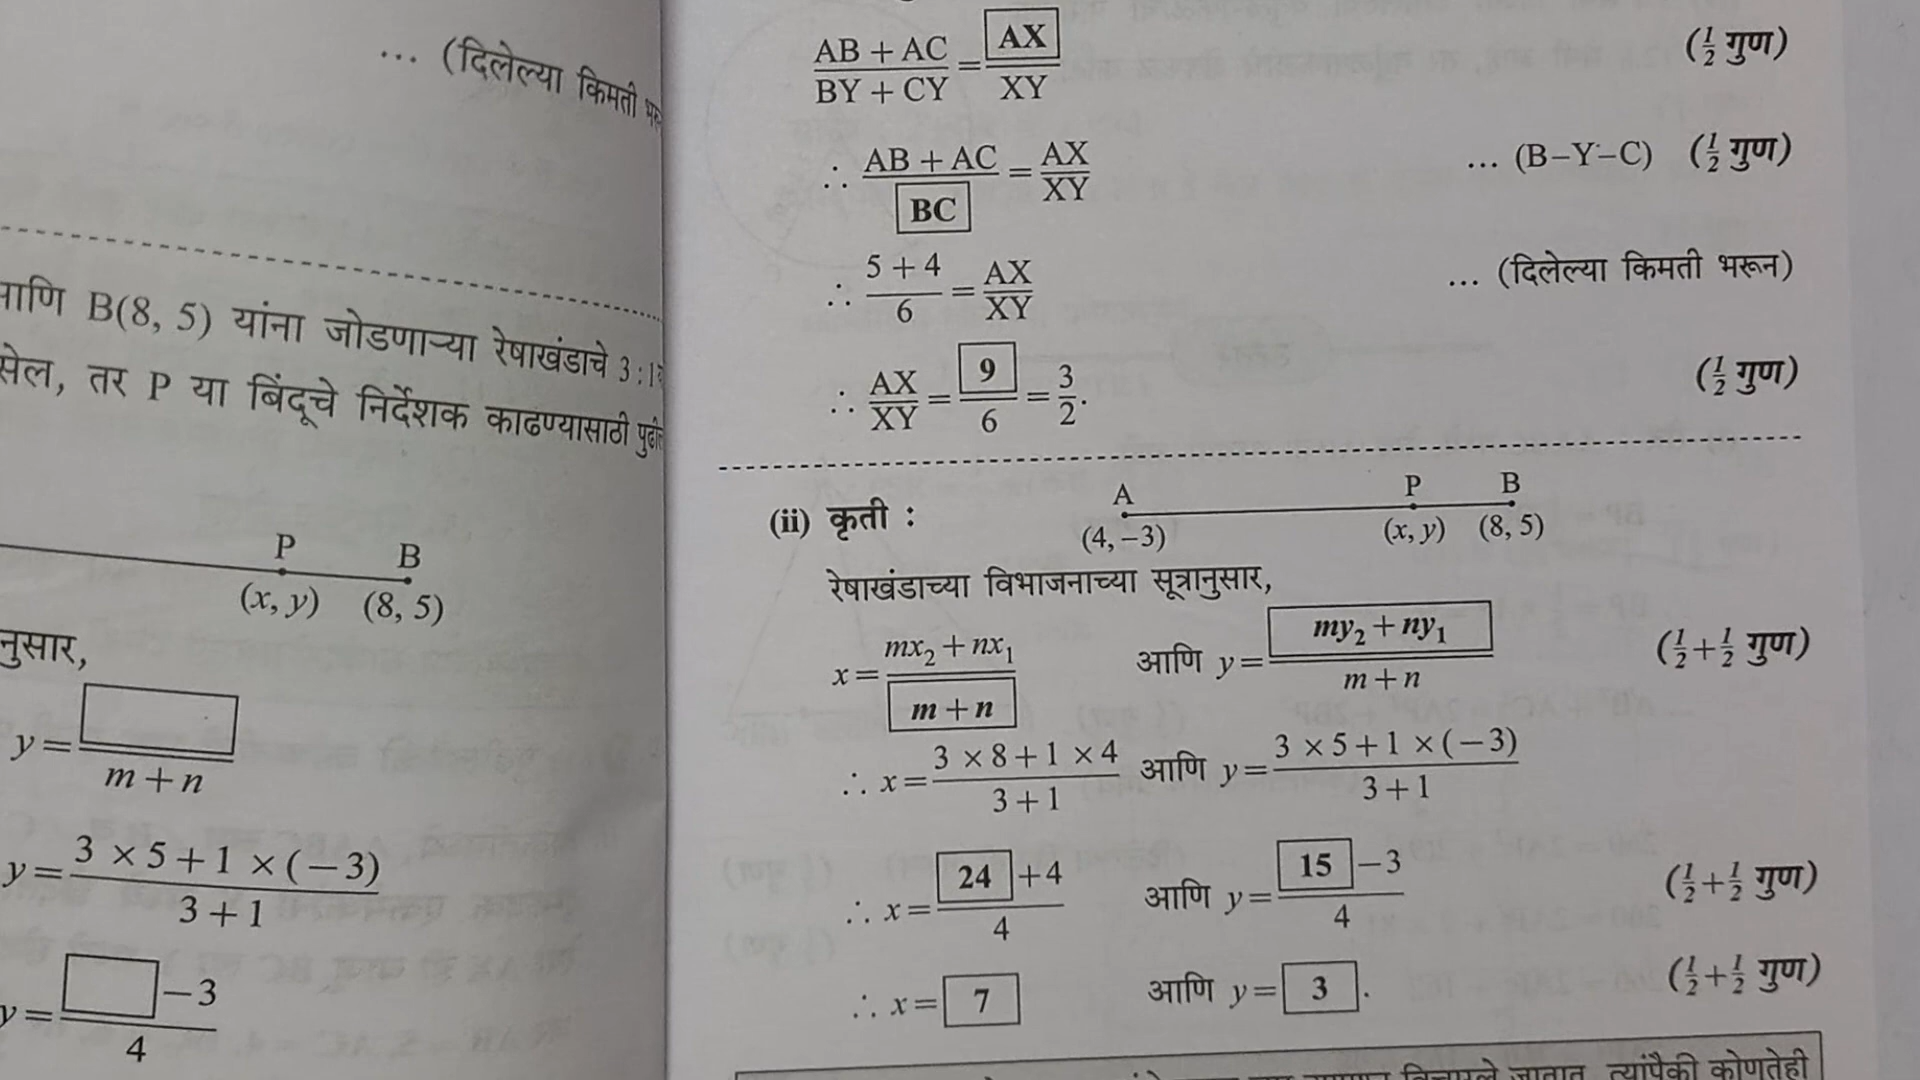 ... (दिलेल्या किमती
B(8, 5) यांना जोडणाऱ्या रेषाखंडाचे 3 : 1
तर P या बिंदूचे निर्देशक काढण्यासाठी
P B
(x, y) (8, 5)
y = □ / m + n
y = 3 × 5 + 1 × (−3) / 3 + 1
y = □ − 3 / 4
AB + AC / BY + CY = AX / XY (½ गुण)
∴ AB + AC / BC = AX / XY ... (B–Y–C) (½ गुण)
∴ 5 + 4 / 6 = AX / XY ... (दिलेल्या किमती भरून)
∴ AX / XY = 9 / 6 = 3 / 2. (½ गुण)
(ii) कृती : A P B
(4, −3) (x, y) (8, 5)
रेषाखंडाच्या विभाजनाच्या सूत्रानुसार,
x = mx₂ + nx₁ / m + n आणि y = my₂ + ny₁ / m + n (½ + ½ गुण)
∴ x = 3 × 8 + 1 × 4 / 3 + 1 आणि y = 3 × 5 + 1 × (−3) / 3 + 1
∴ x = 24 + 4 / 4 आणि y = 15 − 3 / 4 (½ + ½ गुण)
∴ x = 7 आणि y = 3 . (½ + ½ गुण)
विचारले जातात, त्यांपैकी कोणतेही